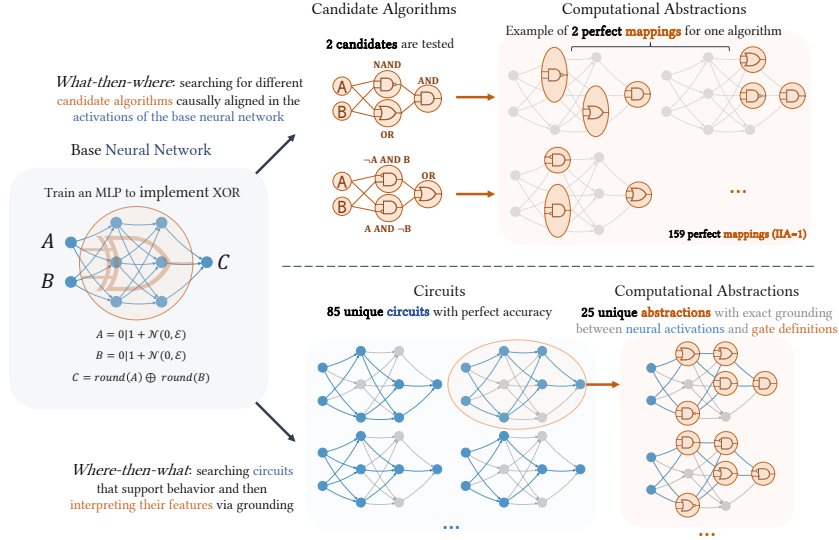 Candidate Algorithms
Computational Abstractions
2 candidates are tested
Example of 2 perfect mappings for one algorithm
What-then-where: searching for different
candidate algorithms causally aligned in the
activations of the base neural network
NAND
AND
A
B
OR
¬A AND B
OR
A
B
A AND ¬B
...
159 perfect mappings (IIA=1)
Base Neural Network
Train an MLP to implement XOR
A
B
C
A = 0|1 + 𝒩(0, ℰ)
B = 0|1 + 𝒩(0, ℰ)
C = round(A) ⊕ round(B)
Circuits
85 unique circuits with perfect accuracy
Computational Abstractions
25 unique abstractions with exact grounding
between neural activations and gate definitions
Where-then-what: searching circuits
that support behavior and then
interpreting their features via grounding
...
...